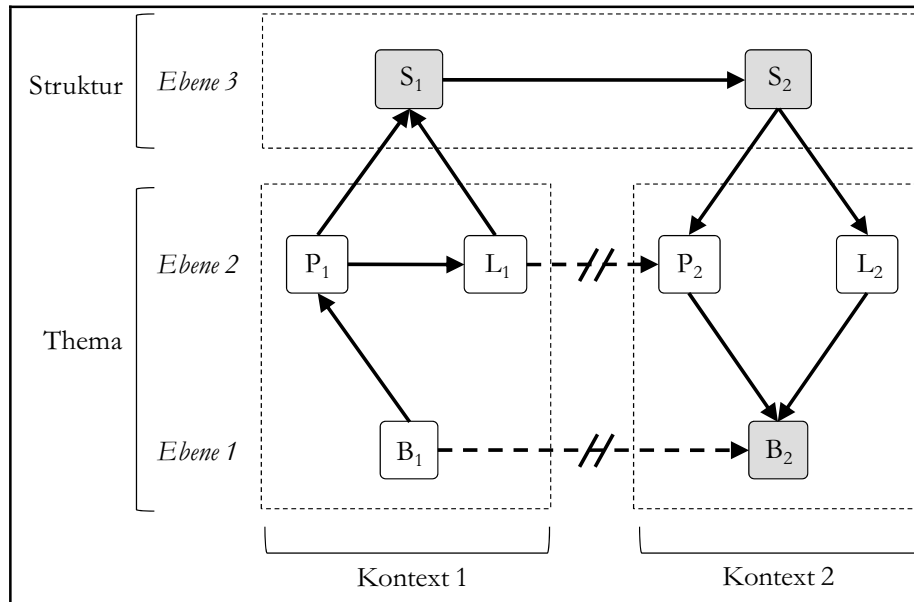 Struktur
Ebene 3
S₁
S₂
Ebene 2
P₁
L₁
P₂
L₂
Thema
Ebene 1
B₁
B₂
Kontext 1
Kontext 2